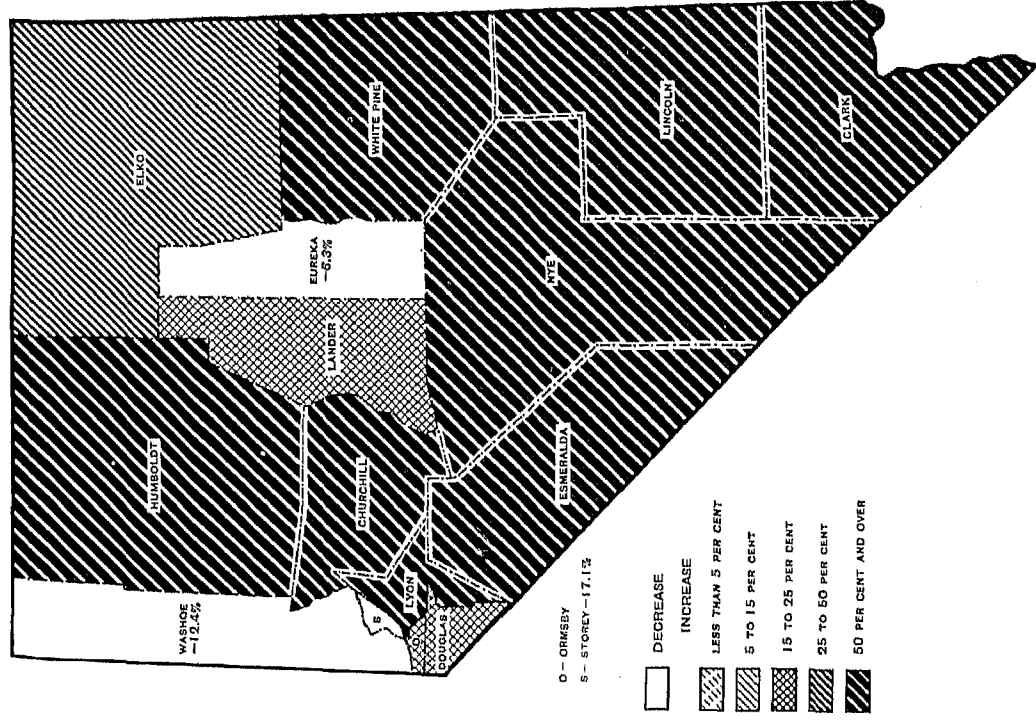 WASHOE
—12.4%
HUMBOLDT
ELKO
WHITE PINE
EUREKA
—6.3%
LANDER
CHURCHILL
S
LYON
O
DOUGLAS
NYE
LINCOLN
ESMERALDA
CLARK
O — ORMSBY
S — STOREY —17.1%
DECREASE
INCREASE
LESS THAN 5 PER CENT
5 TO 15 PER CENT
15 TO 25 PER CENT
25 TO 50 PER CENT
50 PER CENT AND OVER